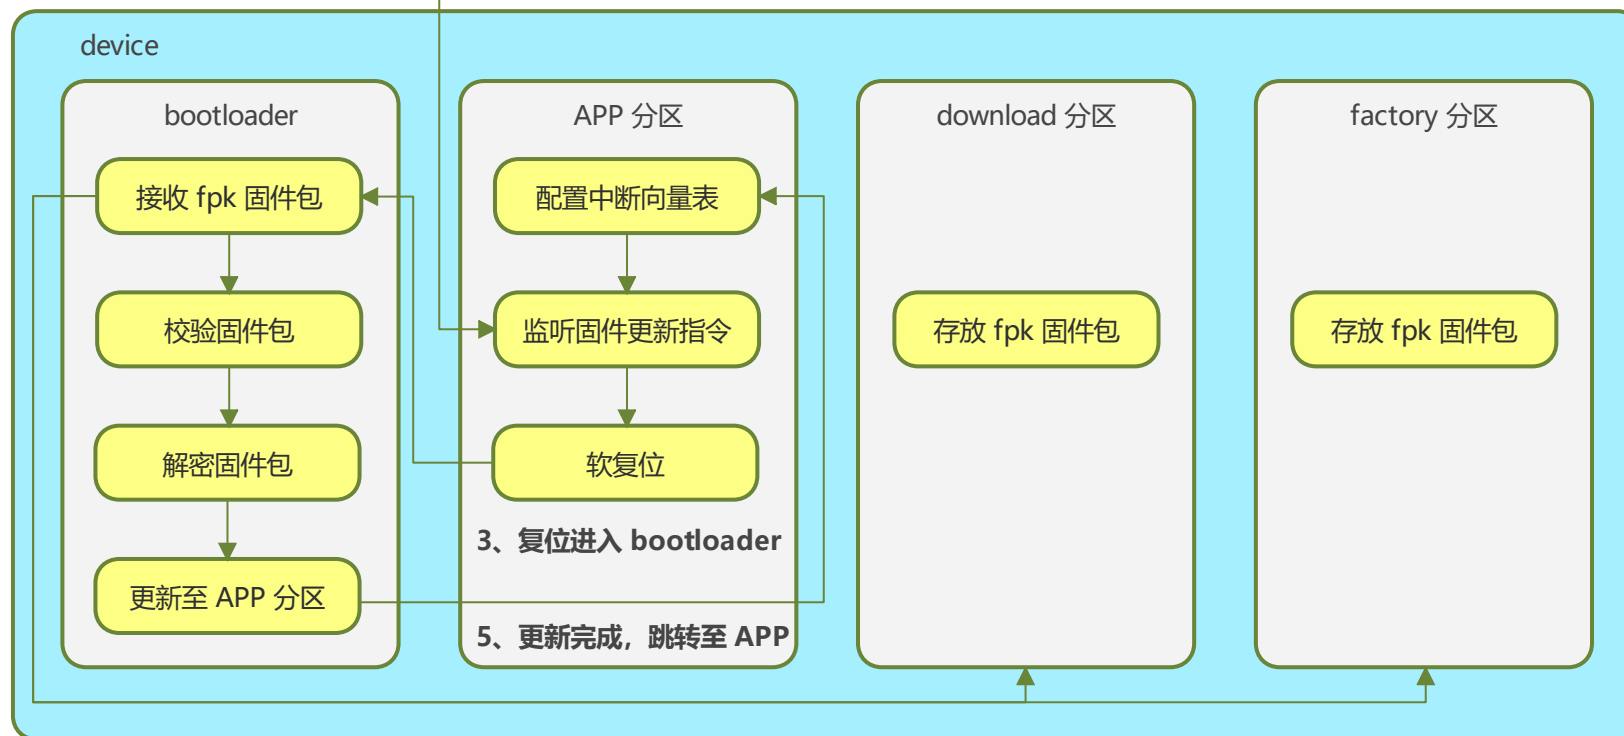 device
bootloader
接收 fpk 固件包
校验固件包
解密固件包
更新至 APP 分区
APP 分区
配置中断向量表
监听固件更新指令
软复位
3、复位进入 bootloader
5、更新完成，跳转至 APP
download 分区
存放 fpk 固件包
factory 分区
存放 fpk 固件包